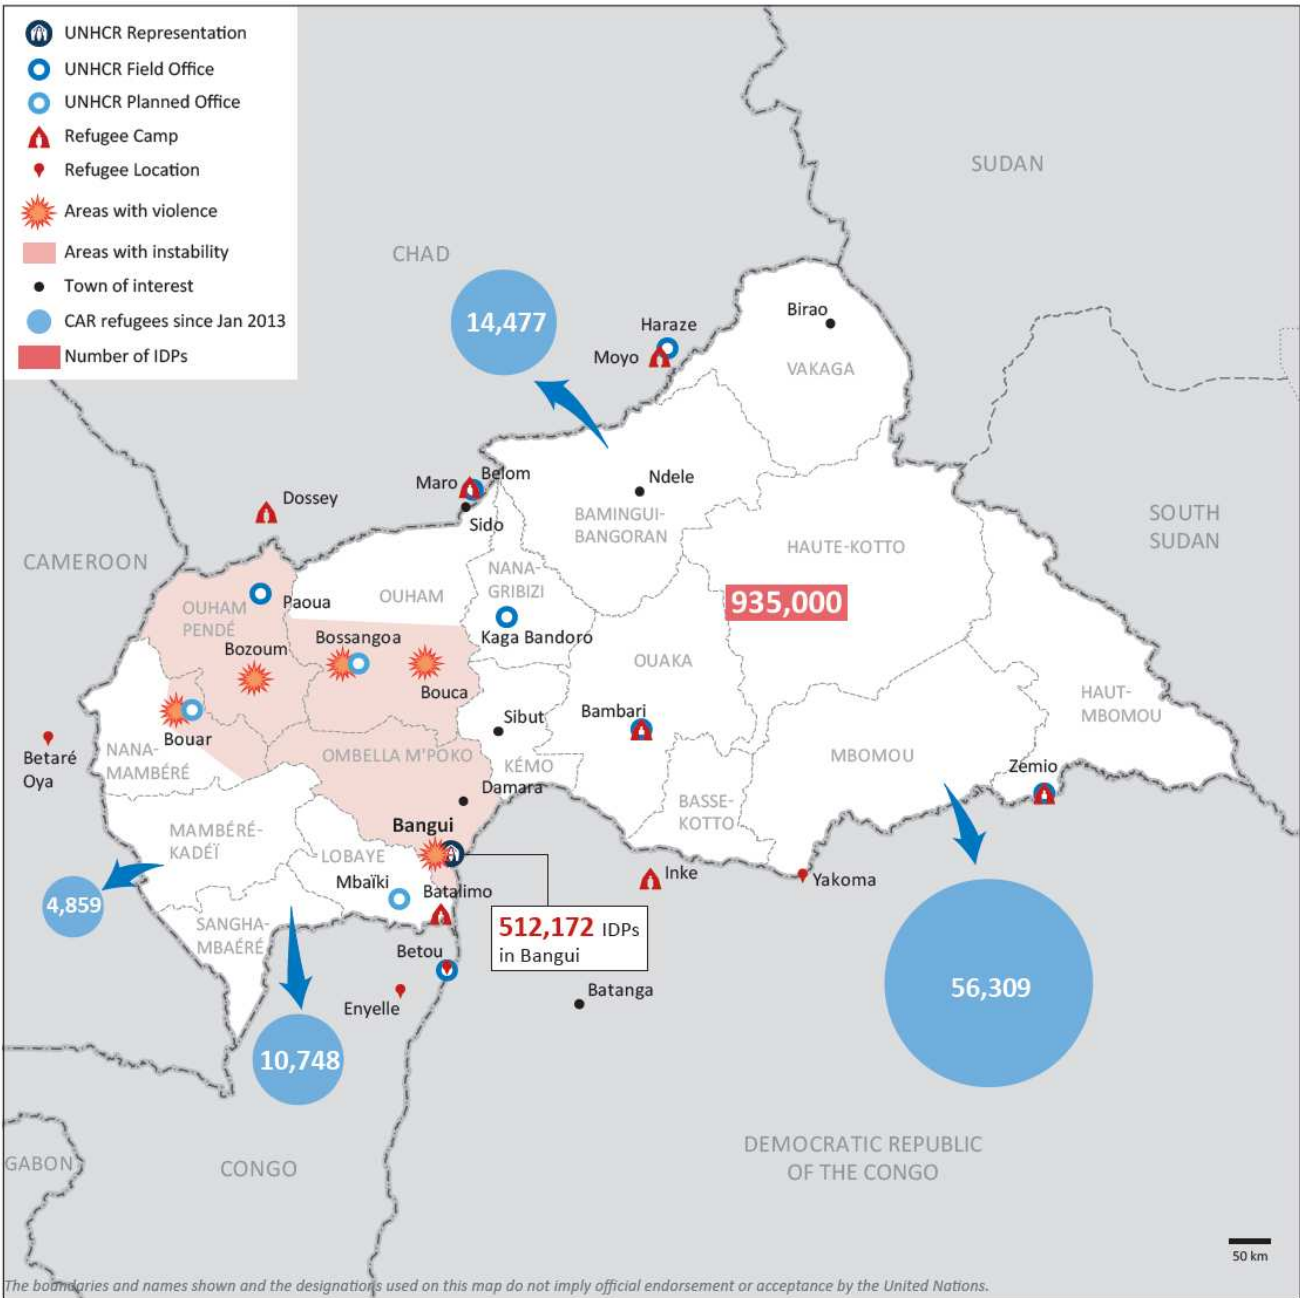 UNHCR Representation
UNHCR Field Office
UNHCR Planned Office
Refugee Camp
Refugee Location
Areas with violence
Areas with instability
Town of interest
CAR refugees since Jan 2013
Number of IDPs
SUDAN
CHAD
14,477
Haraze
Moyo
Birao
VAKAGA
Maro
Belom
Sido
Dossey
Ndele
BAMINGUI-
BANGORAN
HAUTE-KOTTO
SOUTH
SUDAN
CAMEROON
NANA-
GRIBIZI
OUHAM
OUHAM
PENDÉ
Paoua
935,000
Bozoum
Bossangoa
Kaga Bandoro
OUAKA
Bouca
HAUT-
MBOMOU
Bambari
Sibut
Bouar
Betaré
Oya
NANA-
MAMBÉRÉ
OMBELLA M'POKO
KÉMO
MBOMOU
Zemio
Damara
BASSE-
KOTTO
MAMBÉRÉ-
KADÉÏ
Bangui
LOBAYE
Mbaïki
Batalimo
Inke
Yakoma
4,859
SANGHA-
MBAÉRÉ
512,172 IDPs
in Bangui
Betou
Enyelle
Batanga
56,309
10,748
GABON
CONGO
DEMOCRATIC REPUBLIC
OF THE CONGO
50 km
The boundaries and names shown and the designations used on this map do not imply official endorsement or acceptance by the United Nations.